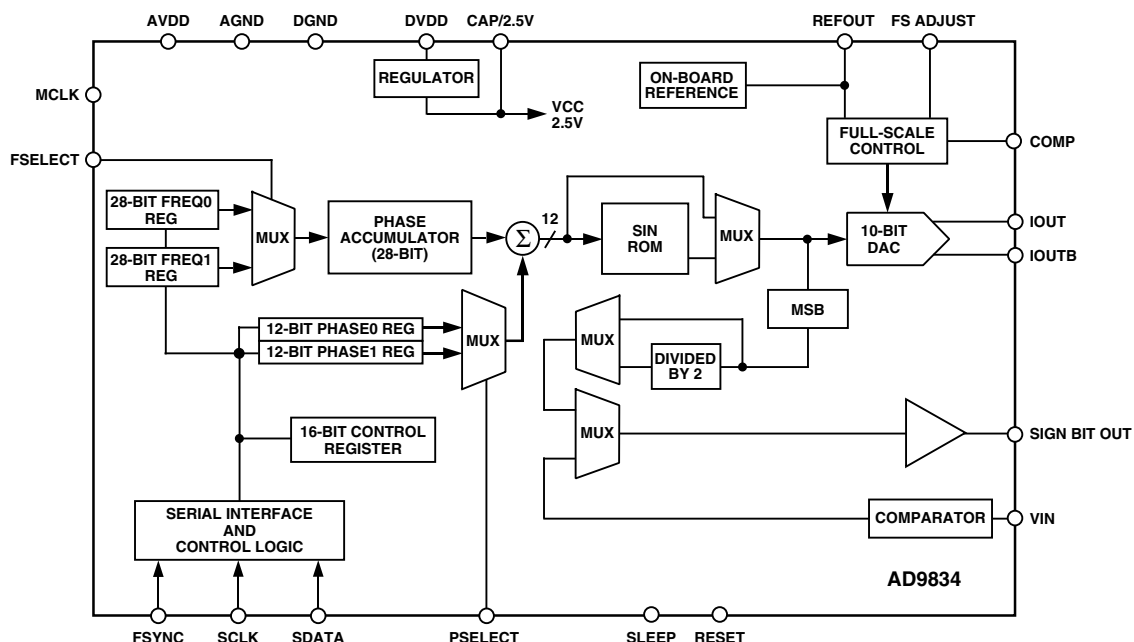 AVDD
AGND
DGND
DVDD
CAP/2.5V
REFOUT
FS ADJUST
REGULATOR
ON-BOARD
REFERENCE
MCLK
VCC
2.5V
FULL-SCALE
CONTROL
COMP
FSELECT
28-BIT FREQ0
REG
28-BIT FREQ1
REG
MUX
PHASE
ACCUMULATOR
(28-BIT)
Σ
12
SIN
ROM
MUX
10-BIT
DAC
IOUT
IOUTB
MSB
12-BIT PHASE0 REG
12-BIT PHASE1 REG
MUX
MUX
DIVIDED
BY 2
16-BIT CONTROL
REGISTER
MUX
SIGN BIT OUT
SERIAL INTERFACE
AND
CONTROL LOGIC
COMPARATOR
VIN
AD9834
FSYNC
SCLK
SDATA
PSELECT
SLEEP
RESET